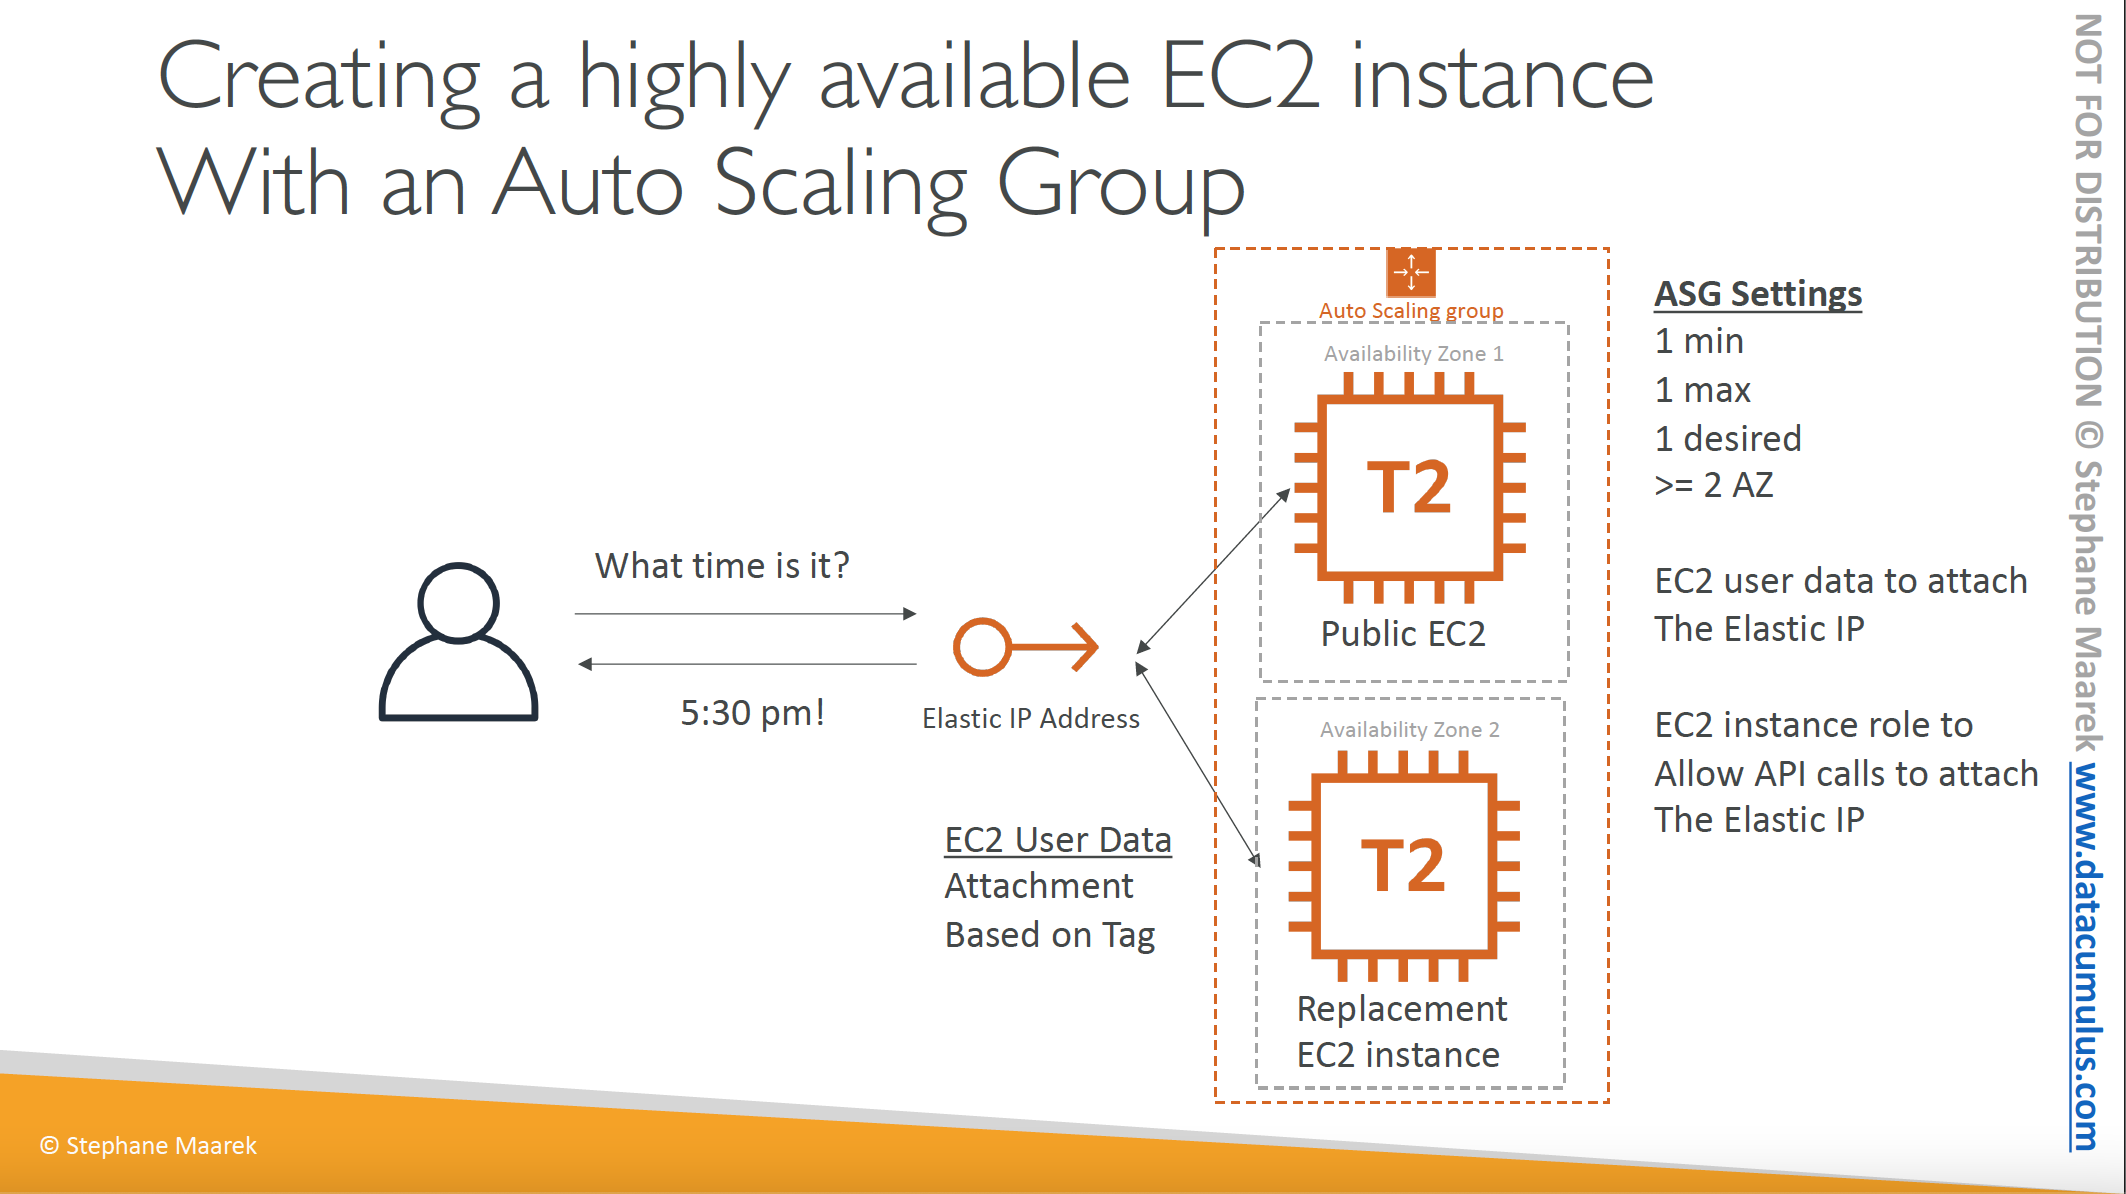 Creating a highly available EC2 instance
With an Auto Scaling Group
Auto Scaling group
Availability Zone 1
T2
Public EC2
Availability Zone 2
T2
Replacement
EC2 instance
What time is it?
5:30 pm!
Elastic IP Address
EC2 User Data
Attachment
Based on Tag
ASG Settings
1 min
1 max
1 desired
>= 2 AZ
EC2 user data to attach
The Elastic IP
EC2 instance role to
Allow API calls to attach
The Elastic IP
© Stephane Maarek
NOT FOR DISTRIBUTION © Stephane Maarek www.datacumulus.com